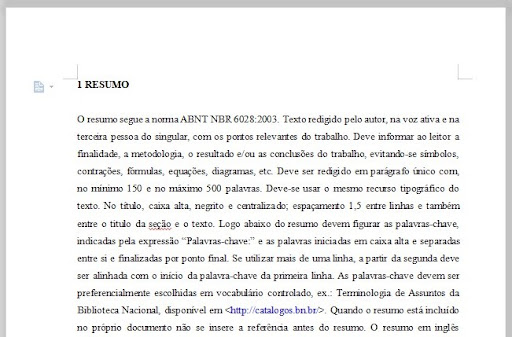 1 RESUMO
O resumo segue a norma ABNT NBR 6028:2003. Texto redigido pelo autor, na voz ativa e na
terceira pessoa do singular, com os pontos relevantes do trabalho. Deve informar ao leitor a
finalidade, a metodologia, o resultado e/ou as conclusões do trabalho, evitando-se símbolos,
contrações, fórmulas, equações, diagramas, etc. Deve ser redigido em parágrafo único com,
no mínimo 150 e no máximo 500 palavras. Deve-se usar o mesmo recurso tipográfico do
texto. No título, caixa alta, negrito e centralizado; espaçamento 1,5 entre linhas e também
entre o titulo da seção e o texto. Logo abaixo do resumo devem figurar as palavras-chave,
indicadas pela expressão “Palavras-chave:” e as palavras iniciadas em caixa alta e separadas
entre si e finalizadas por ponto final. Se utilizar mais de uma linha, a partir da segunda deve
ser alinhada com o início da palavra-chave da primeira linha. As palavras-chave devem ser
preferencialmente escolhidas em vocabulário controlado, ex.: Terminologia de Assuntos da
Biblioteca Nacional, disponível em <http://catalogos.bn.br/>. Quando o resumo está incluído
no próprio documento não se insere a referência antes do resumo. O resumo em inglês